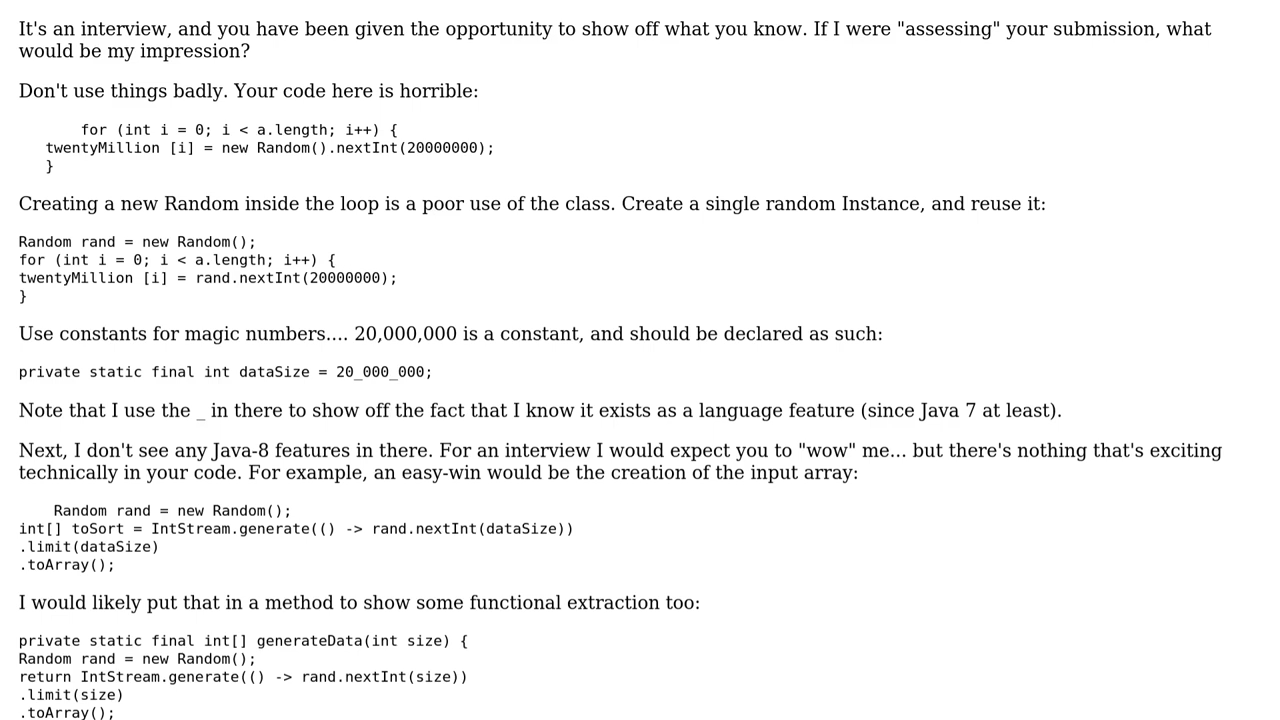 It's an interview, and you have been given the opportunity to show off what you know. If I were "assessing" your submission, what
would be my impression?
Don't use things badly. Your code here is horrible:
for (int i = 0; i < a.length; i++) {
twentyMillion [i] = new Random().nextInt(20000000);
}
Creating a new Random inside the loop is a poor use of the class. Create a single random Instance, and reuse it:
Random rand = new Random();
for (int i = 0; i < a.length; i++) {
twentyMillion [i] = rand.nextInt(20000000);
}
Use constants for magic numbers.... 20,000,000 is a constant, and should be declared as such:
private static final int dataSize = 20_000_000;
Note that I use the _ in there to show off the fact that I know it exists as a language feature (since Java 7 at least).
Next, I don't see any Java-8 features in there. For an interview I would expect you to "wow" me... but there's nothing that's exciting
technically in your code. For example, an easy-win would be the creation of the input array:
Random rand = new Random();
int[] toSort = IntStream.generate(() -> rand.nextInt(dataSize))
.limit(dataSize)
.toArray();
I would likely put that in a method to show some functional extraction too:
private static final int[] generateData(int size) {
Random rand = new Random();
return IntStream.generate(() -> rand.nextInt(size))
.limit(size)
.toArray();